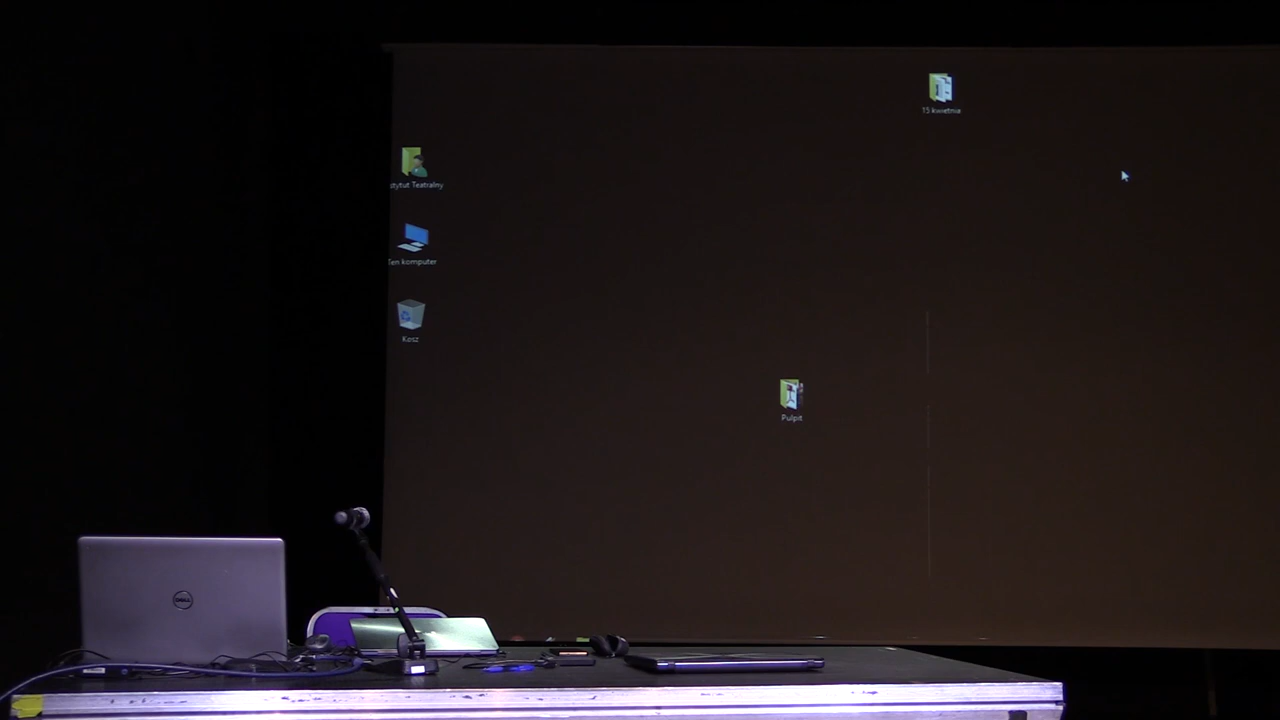 15 kwietnia
stytut Teatralny
Ten komputer
Kosz
Pulpit
DELL